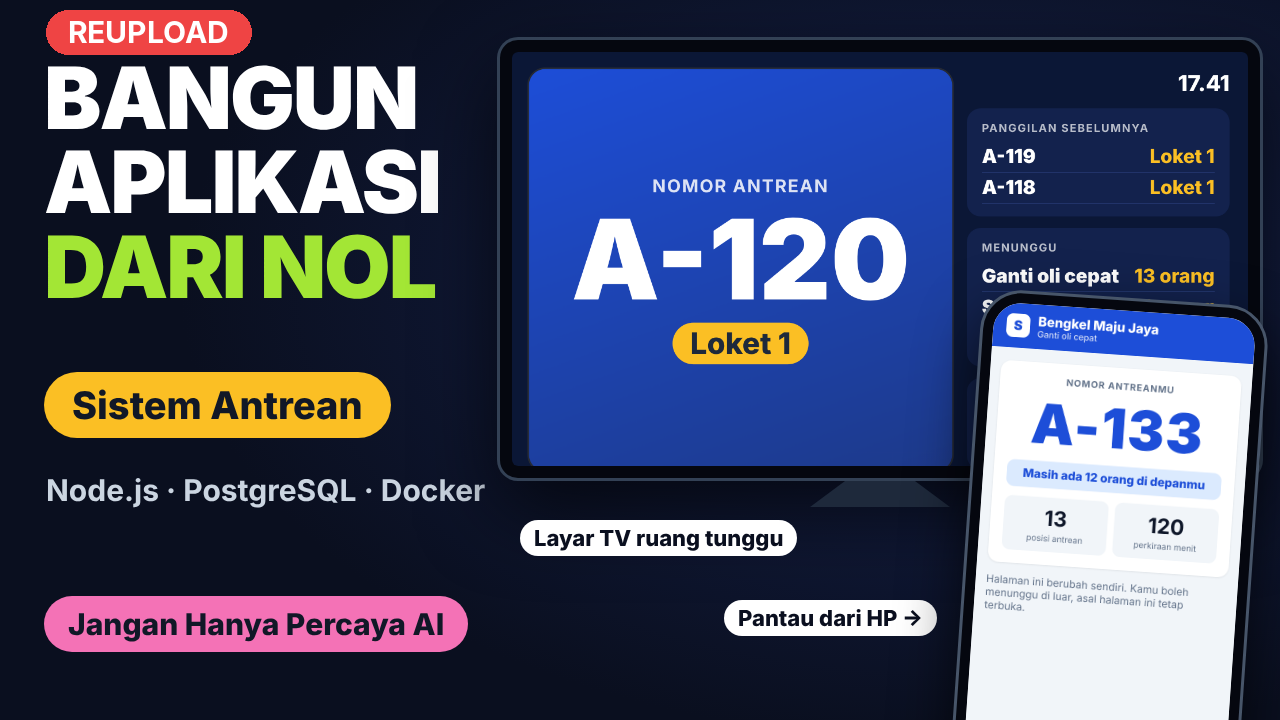 REUPLOAD
BANGUN
APLIKASI
DARI NOL
Sistem Antrean
Node.js · PostgreSQL · Docker
Jangan Hanya Percaya AI
NOMOR ANTREAN
A-120
Loket 1
17.41
PANGGILAN SEBELUMNYA
A-119 Loket 1
A-118 Loket 1
MENUNGGU
Ganti oli cepat 13 orang
Layar TV ruang tunggu
Pantau dari HP →
S
Bengkel Maju Jaya
Ganti oli cepat
NOMOR ANTREANMU
A-133
Masih ada 12 orang di depanmu
13 120
posisi antrean perkiraan menit
Halaman ini berubah sendiri. Kamu boleh
menunggu di luar, asal halaman ini tetap
terbuka.